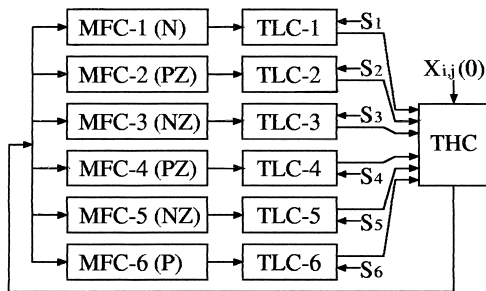 MFC-1 (N) TLC-1 S1
MFC-2 (PZ) TLC-2 S2 Xi,j(0)
MFC-3 (NZ) TLC-3 S3 THC
MFC-4 (PZ) TLC-4 S4
MFC-5 (NZ) TLC-5 S5
MFC-6 (P) TLC-6 S6